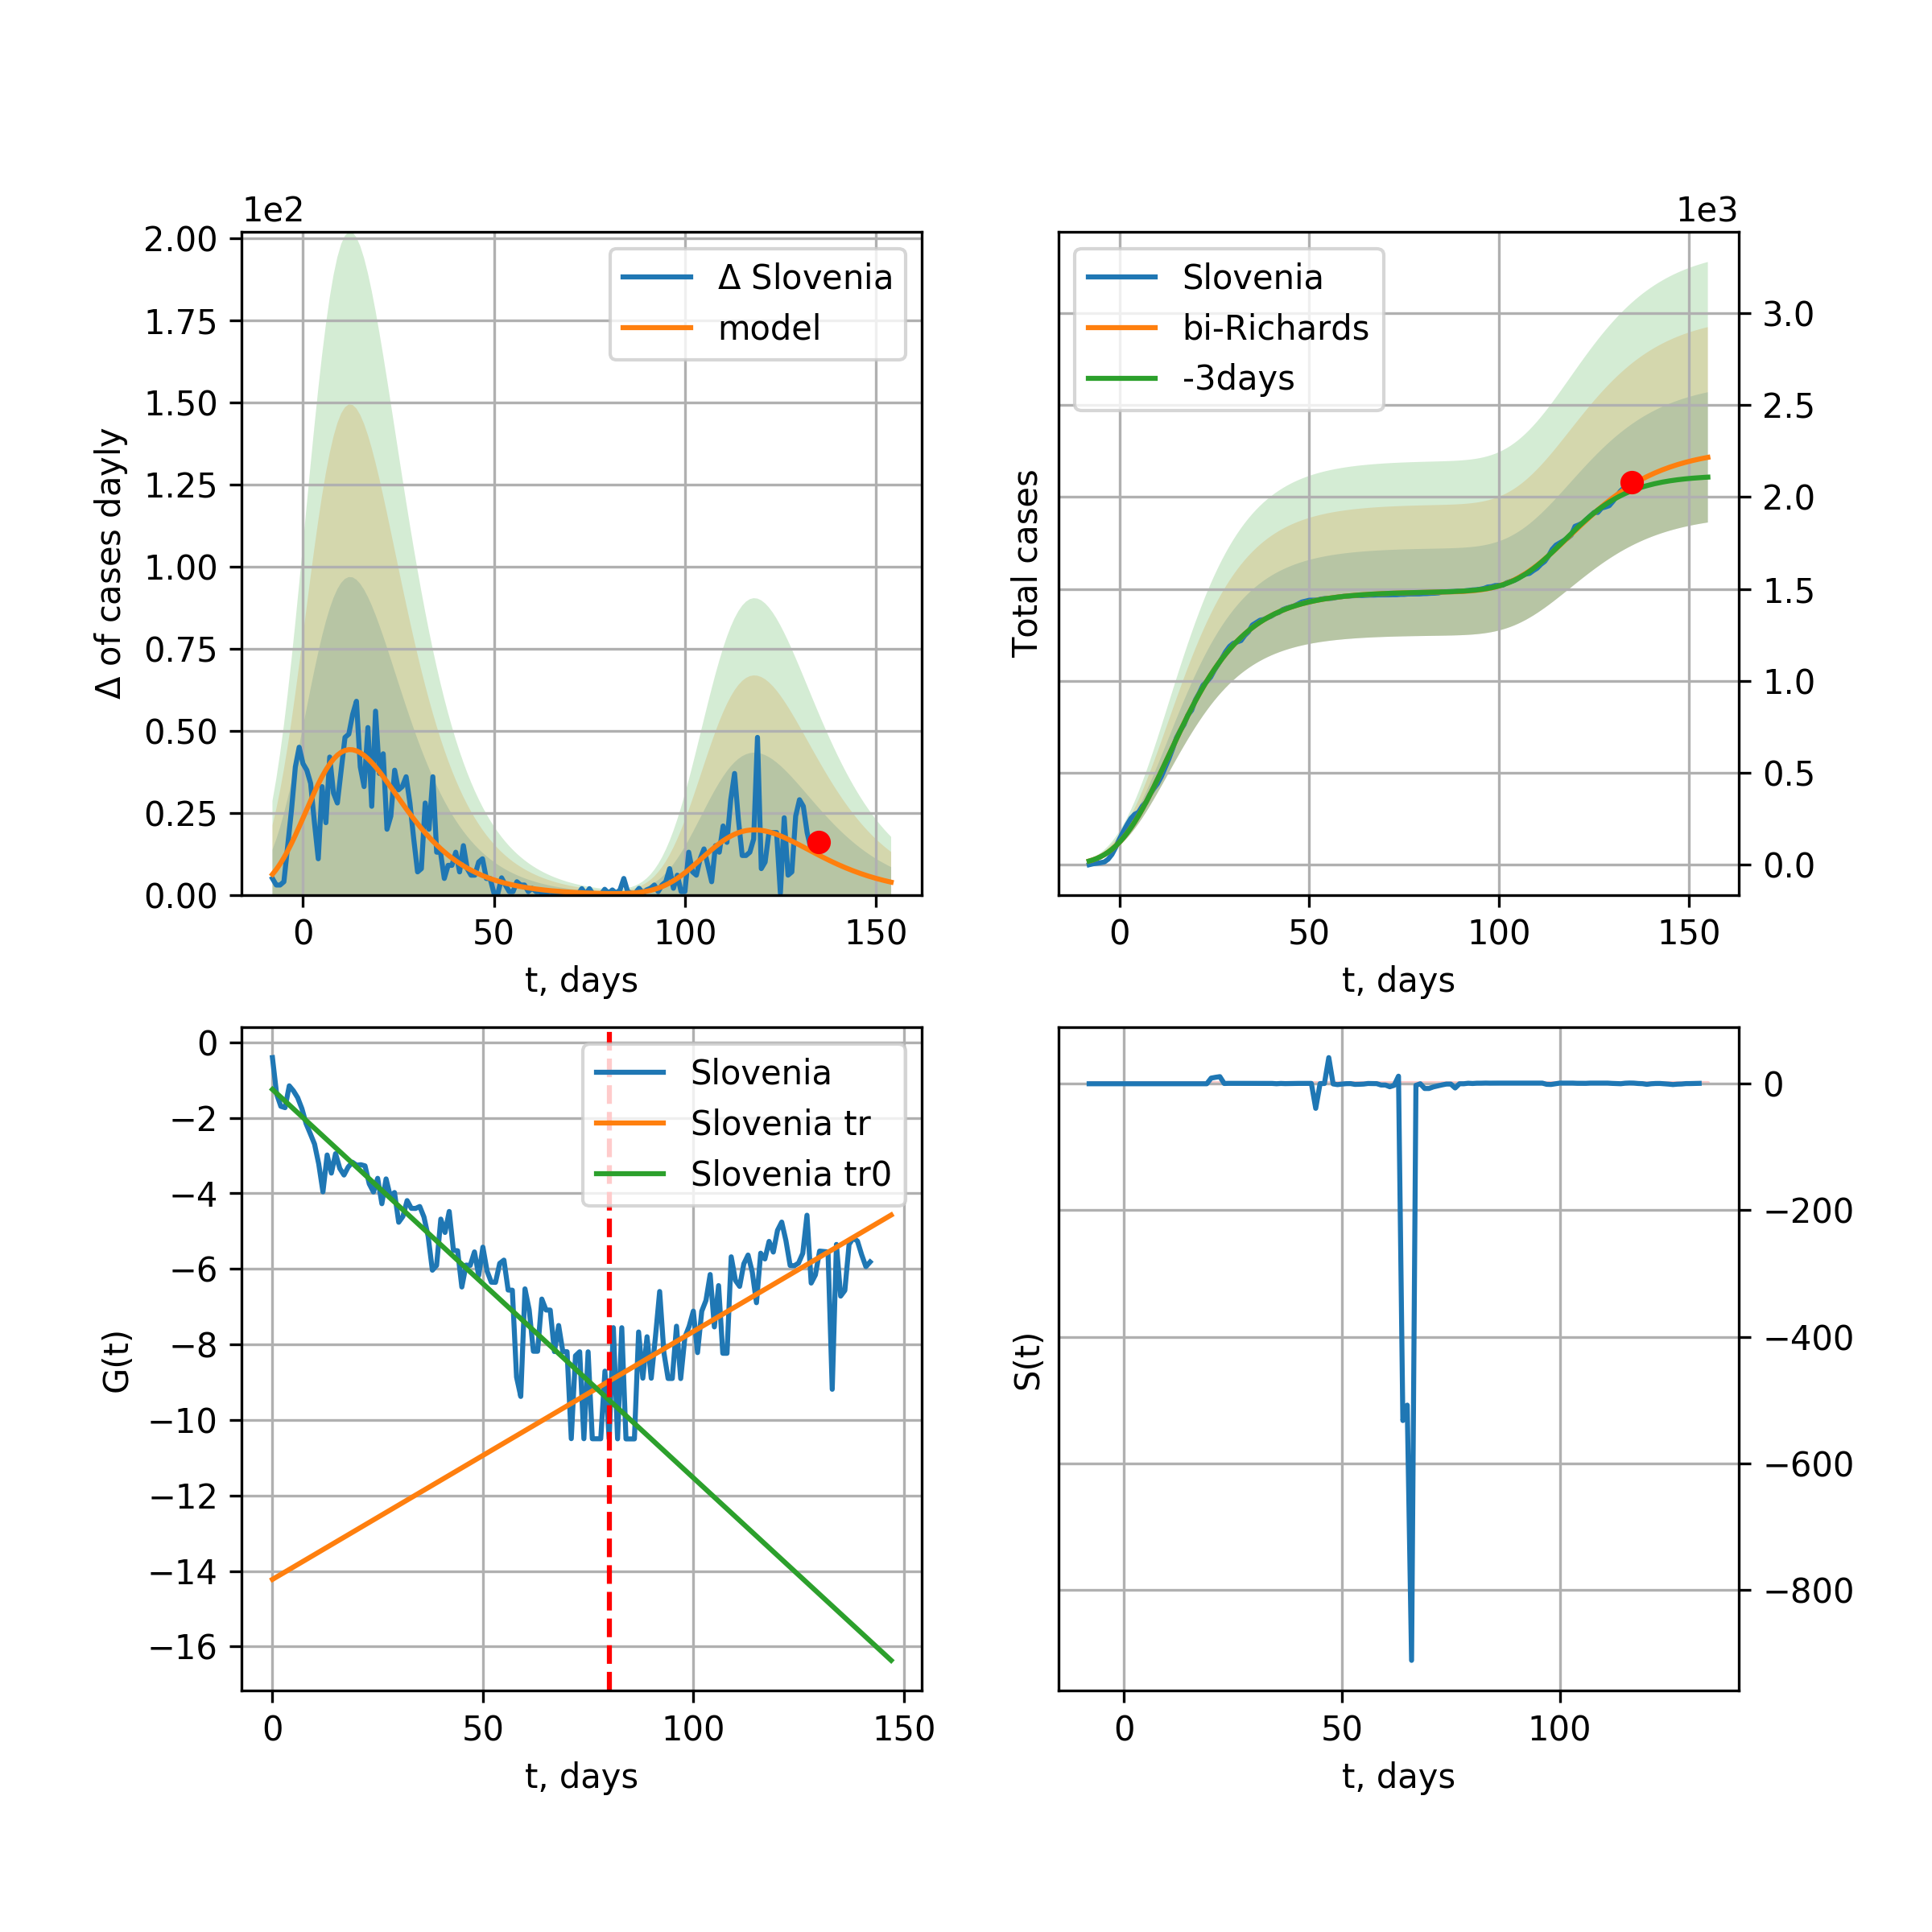 1e2
2.00
1.75
1.50
1.25
1.00
0.75
0.50
0.25
0.00
Δ of cases dayly
Δ Slovenia
model
0 50 100 150
t, days
1e3
Slovenia
bi-Richards
-3days
Total cases
3.0
2.5
2.0
1.5
1.0
0.5
0.0
0 50 100 150
t, days
0
−2
−4
−6
−8
−10
−12
−14
−16
G(t)
Slovenia
Slovenia tr
Slovenia tr0
0 50 100 150
t, days
S(t)
0
−200
−400
−600
−800
0 50 100
t, days